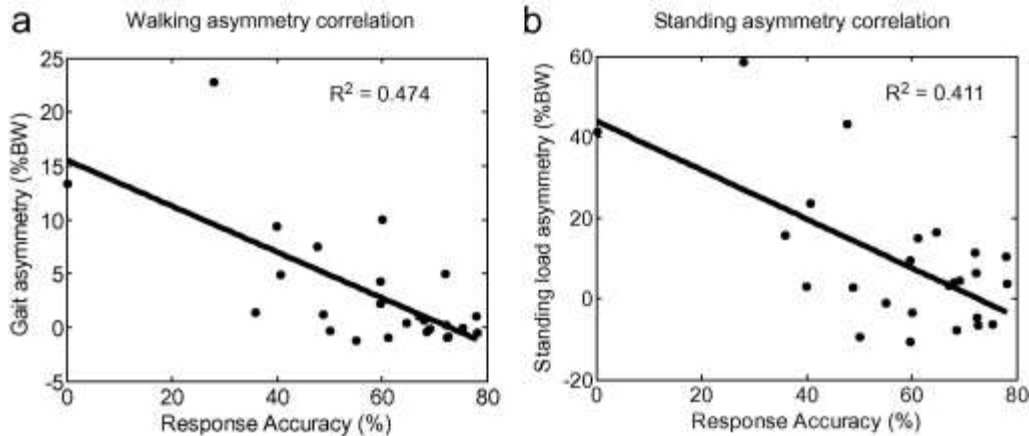 a
Walking asymmetry correlation
25
20
15
10
5
0
-5
Gait asymmetry (%BW)
R² = 0.474
0 20 40 60 80
Response Accuracy (%)
b
Standing asymmetry correlation
60
40
20
0
-20
Standing load asymmetry (%BW)
R² = 0.411
0 20 40 60 80
Response Accuracy (%)